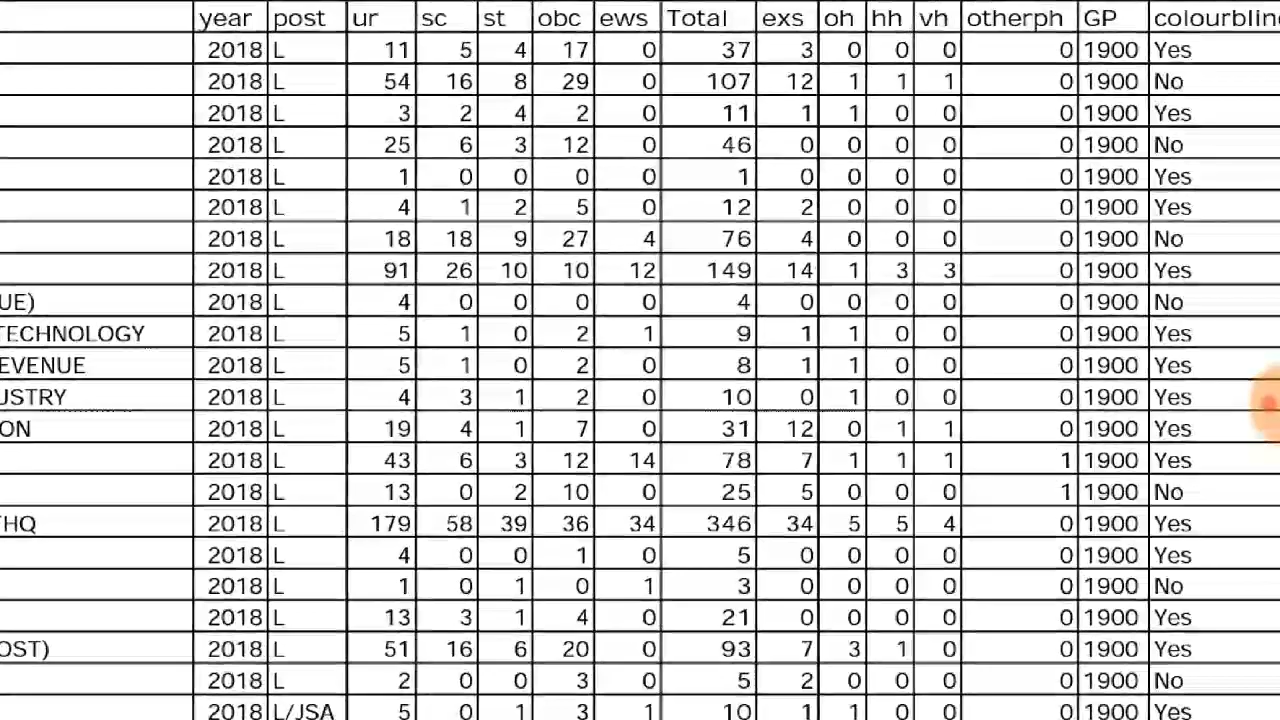 year post ur sc st obc ews Total exs oh hh vh otherph GP colourblin
2018 L 11 5 4 17 0 37 3 0 0 0 0 1900 Yes
2018 L 54 16 8 29 0 107 12 1 1 1 0 1900 No
2018 L 3 2 4 2 0 11 1 1 0 0 0 1900 Yes
2018 L 25 6 3 12 0 46 0 0 0 0 0 1900 No
2018 L 1 0 0 0 0 1 0 0 0 0 0 1900 Yes
2018 L 4 1 2 5 0 12 2 0 0 0 0 1900 Yes
2018 L 18 18 9 27 4 76 4 0 0 0 0 1900 No
2018 L 91 26 10 10 12 149 14 1 3 3 0 1900 Yes
UE) 2018 L 4 0 0 0 0 4 0 0 0 0 0 1900 No
TECHNOLOGY 2018 L 5 1 0 2 1 9 1 1 0 0 0 1900 Yes
EVENUE 2018 L 5 1 0 2 0 8 1 1 0 0 0 1900 Yes
USTRY 2018 L 4 3 1 2 0 10 0 1 0 0 0 1900 Yes
ON 2018 L 19 4 1 7 0 31 12 0 1 1 0 1900 Yes
2018 L 43 6 3 12 14 78 7 1 1 1 1 1900 Yes
2018 L 13 0 2 10 0 25 5 0 0 0 1 1900 No
THQ 2018 L 179 58 39 36 34 346 34 5 5 4 0 1900 Yes
2018 L 4 0 0 1 0 5 0 0 0 0 0 1900 Yes
2018 L 1 0 1 0 1 3 0 0 0 0 0 1900 No
2018 L 13 3 1 4 0 21 0 0 0 0 0 1900 Yes
OST) 2018 L 51 16 6 20 0 93 7 3 1 0 0 1900 Yes
2018 L 2 0 0 3 0 5 2 0 0 0 0 1900 No
2018 L/JSA 5 0 1 3 1 10 1 1 0 0 0 1900 Yes